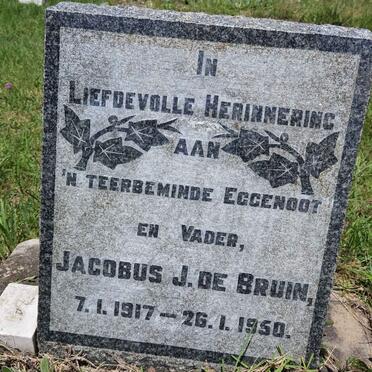 IN
LIEFDEVOLLE HERINNERING
AAN
'N TEERBEMINDE EGGENOOT
EN VADER,
JACOBUS J. DE BRUIN,
7. 1. 1917 — 26. 1. 1950.